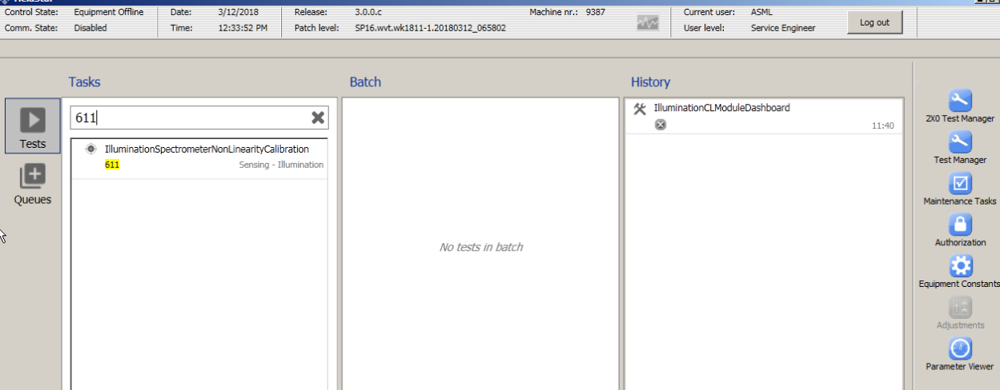 Control State: Equipment Offline Date: 3/12/2018 Release: 3.0.0.c Machine nr.: 9387 Current user: ASML
Comm. State: Disabled Time: 12:33:52 PM Patch level: SP16.wvt.wk1811-1.20180312_065802 User level: Service Engineer
Log out
Tasks
Batch
History
Tests
Queues
611
IlluminationSpectrometerNonLinearityCalibration
611 Sensing - Illumination
No tests in batch
IlluminationCLModuleDashboard
11:40
2X0 Test Manager
Test Manager
Maintenance Tasks
Authorization
Equipment Constants
Adjustments
Parameter Viewer